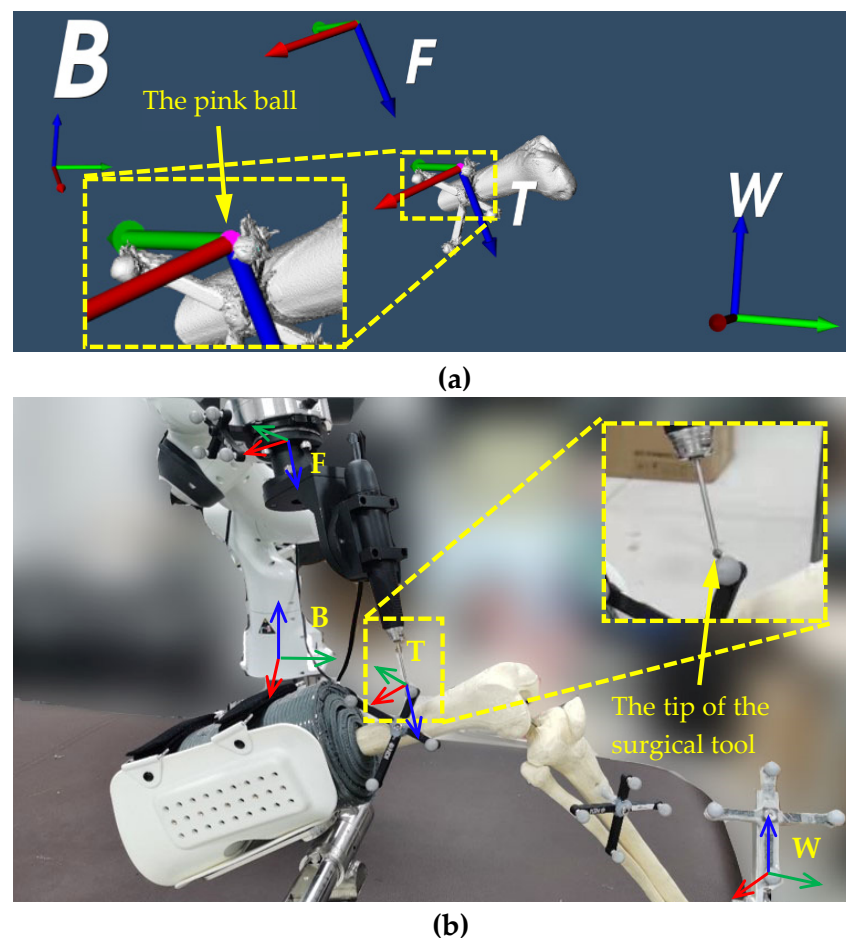 B
F
The pink ball
T
W
(a)
F
B
T
The tip of the
surgical tool
W
(b)